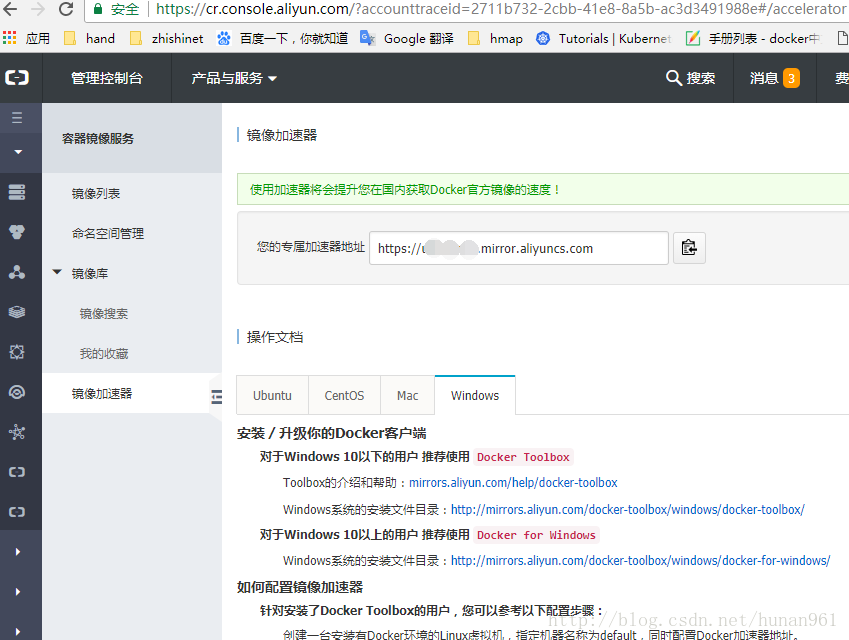 安全 https://cr.console.aliyun.com/?accounttraceid=2711b732-2cbb-41e8-8a5b-ac3d3491988e#/accelerator
应用 hand zhishinet 百度一下，你就知道 Google 翻译 hmap Tutorials | Kubernet 手册列表 - docker中
管理控制台 产品与服务 搜索 消息 3 费
容器镜像服务
镜像列表
命名空间管理
镜像库
镜像搜索
我的收藏
镜像加速器
镜像加速器
使用加速器将会提升您在国内获取Docker官方镜像的速度！
您的专属加速器地址 https://u .mirror.aliyuncs.com
操作文档
Ubuntu CentOS Mac Windows
安装 / 升级你的Docker客户端
对于Windows 10以下的用户 推荐使用 Docker Toolbox
Toolbox的介绍和帮助：mirrors.aliyun.com/help/docker-toolbox
Windows系统的安装文件目录：http://mirrors.aliyun.com/docker-toolbox/windows/docker-toolbox/
对于Windows 10以上的用户 推荐使用 Docker for Windows
Windows系统的安装文件目录：http://mirrors.aliyun.com/docker-toolbox/windows/docker-for-windows/
如何配置镜像加速器
针对安装了Docker Toolbox的用户，您可以参考以下配置步骤：
创建一台安装有Docker环境的Linux虚拟机，指定机器名称为default，同时配置Docker加速器地址。
http://blog.csdn.net/hunan961